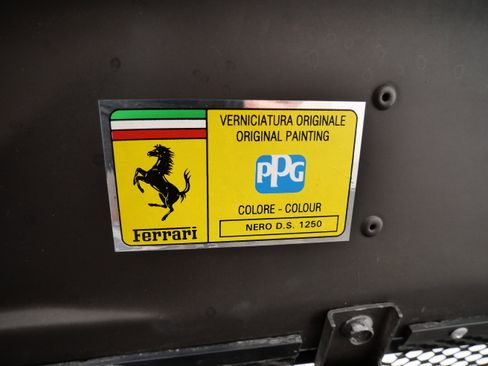 VERNICIATURA ORIGINALE
ORIGINAL PAINTING
PPG
COLORE - COLOUR
NERO D.S. 1250
Ferrari